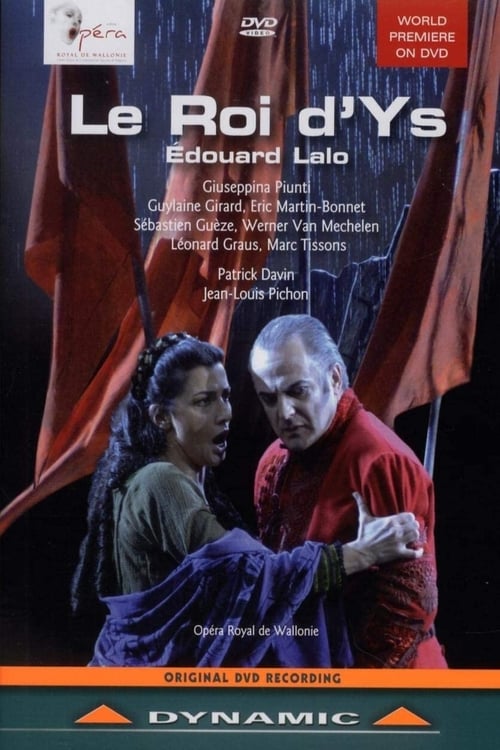 Opéra
ROYAL DE WALLONIE
DVD
VIDEO
WORLD
PREMIERE
ON DVD
Le Roi d'Ys
Édouard Lalo
Giuseppina Piunti
Guylaine Girard, Eric Martin-Bonnet
Sébastien Guèze, Werner Van Mechelen
Léonard Graus, Marc Tissons
Patrick Davin
Jean-Louis Pichon
Opéra Royal de Wallonie
ORIGINAL DVD RECORDING
DYNAMIC